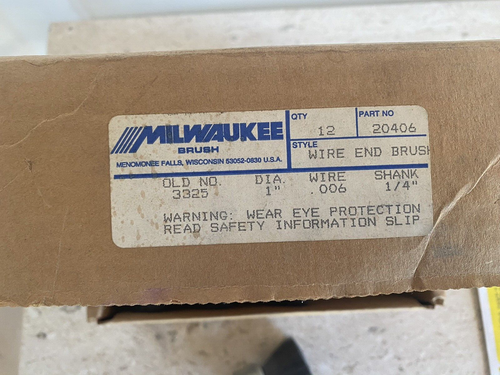 MILWAUKEE
BRUSH
MENOMONEE FALLS, WISCONSIN 53052-0830 U.S.A.
QTY
12
PART NO
20406
STYLE
WIRE END BRUSH
OLD NO. DIA. WIRE SHANK
3325 1" .006 1/4"
WARNING: WEAR EYE PROTECTION
READ SAFETY INFORMATION SLIP